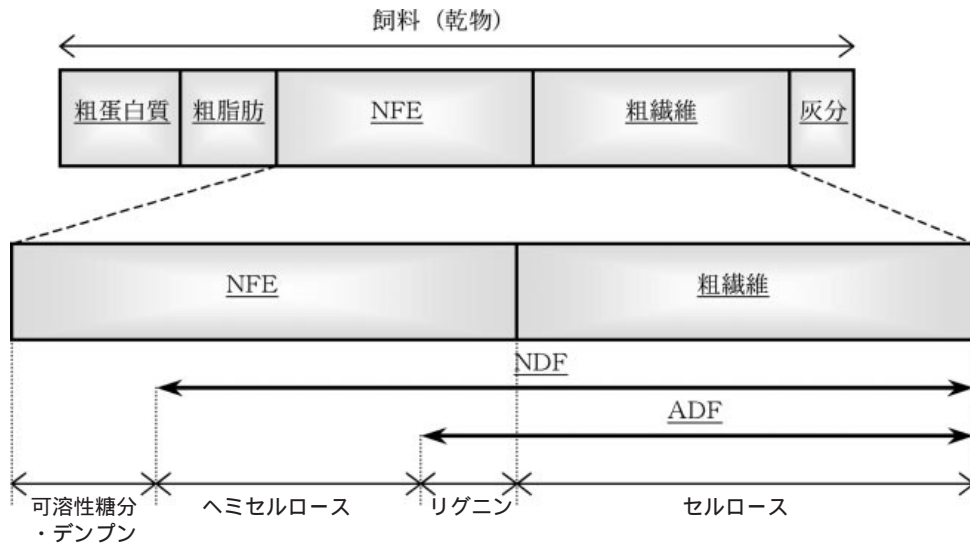 飼料（乾物）
粗蛋白質 粗脂肪 NFE 粗繊維 灰分
NFE 粗繊維
NDF
ADF
可溶性糖分 ヘミセルロース リグニン セルロース
・デンプン